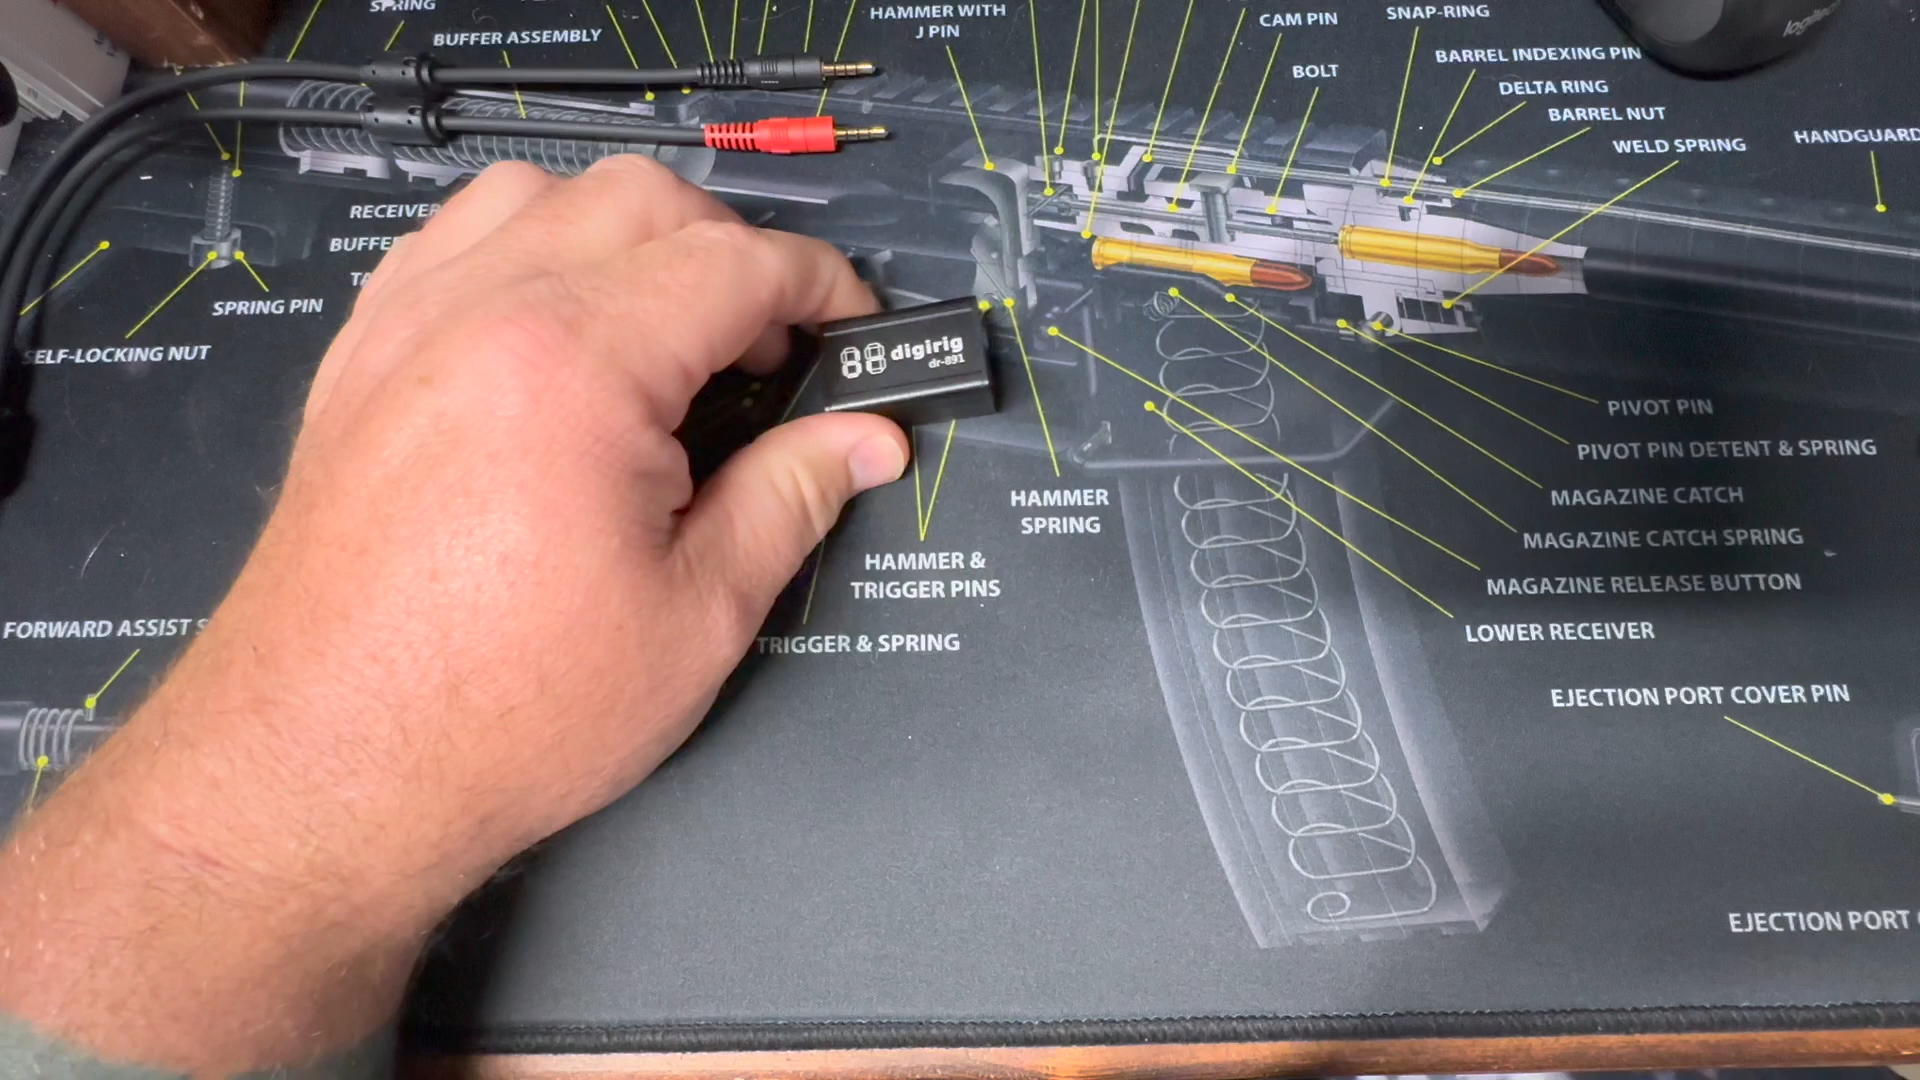 SPRING
BUFFER ASSEMBLY
HAMMER WITH
J PIN
CAM PIN
SNAP-RING
BOLT
BARREL INDEXING PIN
DELTA RING
BARREL NUT
WELD SPRING
HANDGUARD
logitech
RECEIVER
BUFFE
TA
SPRING PIN
SELF-LOCKING NUT
digirig
dr-891
PIVOT PIN
PIVOT PIN DETENT & SPRING
MAGAZINE CATCH
MAGAZINE CATCH SPRING
MAGAZINE RELEASE BUTTON
LOWER RECEIVER
HAMMER
SPRING
HAMMER &
TRIGGER PINS
TRIGGER & SPRING
FORWARD ASSIST S
EJECTION PORT COVER PIN
EJECTION PORT